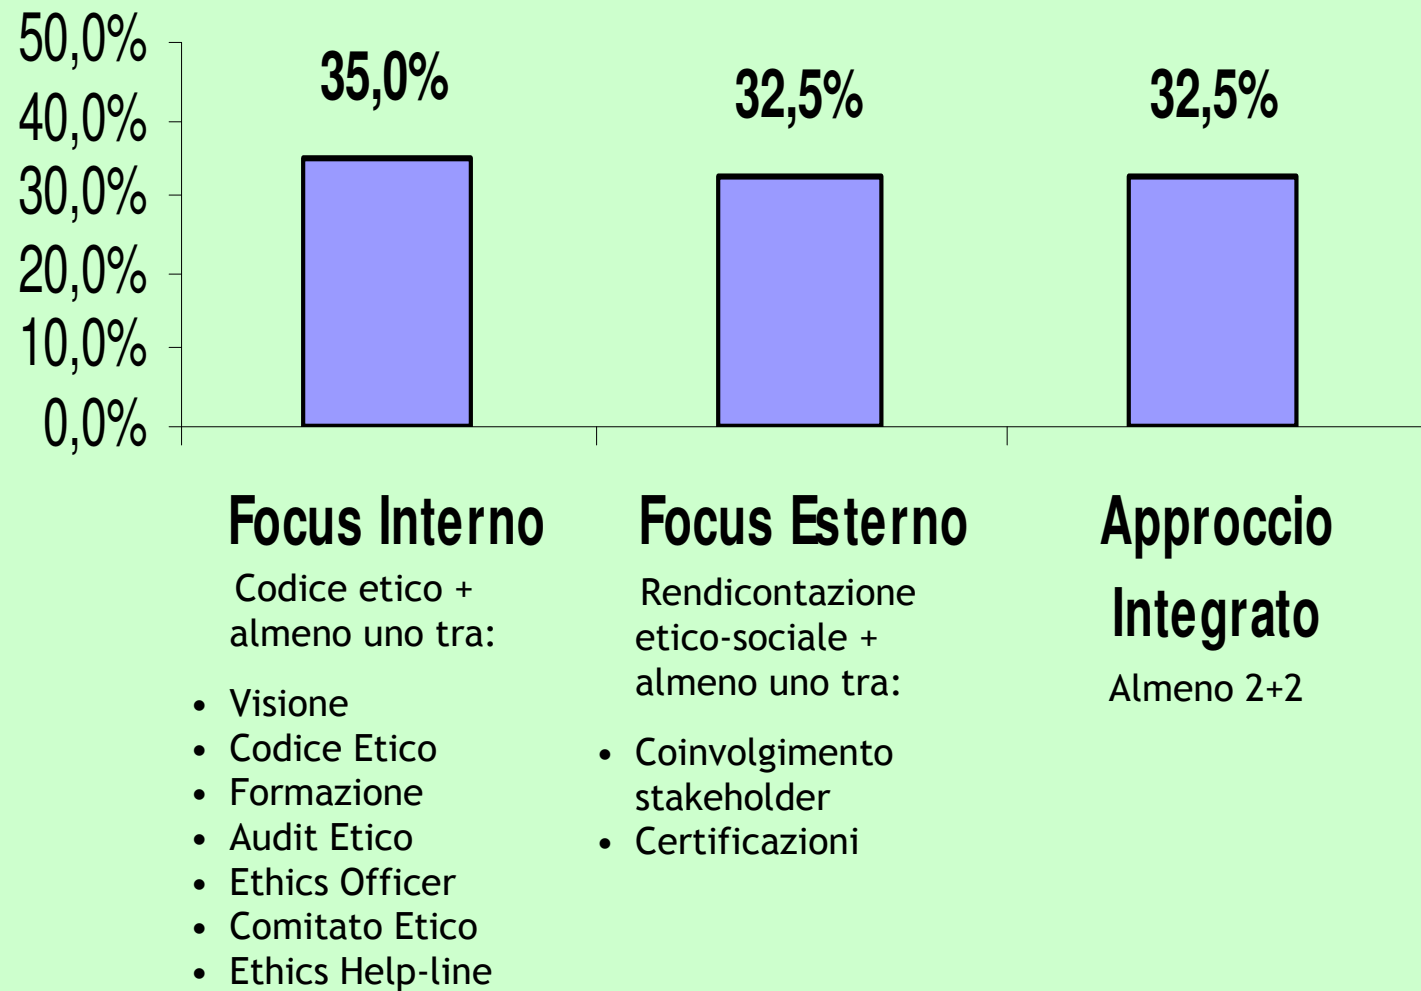 50,0%
40,0%
30,0%
20,0%
10,0%
0,0%
35,0%
32,5%
32,5%
Focus Interno
Codice etico +
almeno uno tra:
• Visione
• Codice Etico
• Formazione
• Audit Etico
• Ethics Officer
• Comitato Etico
• Ethics Help-line
Focus Esterno
Rendicontazione
etico-sociale +
almeno uno tra:
• Coinvolgimento
stakeholder
• Certificazioni
Approccio
Integrato
Almeno 2+2